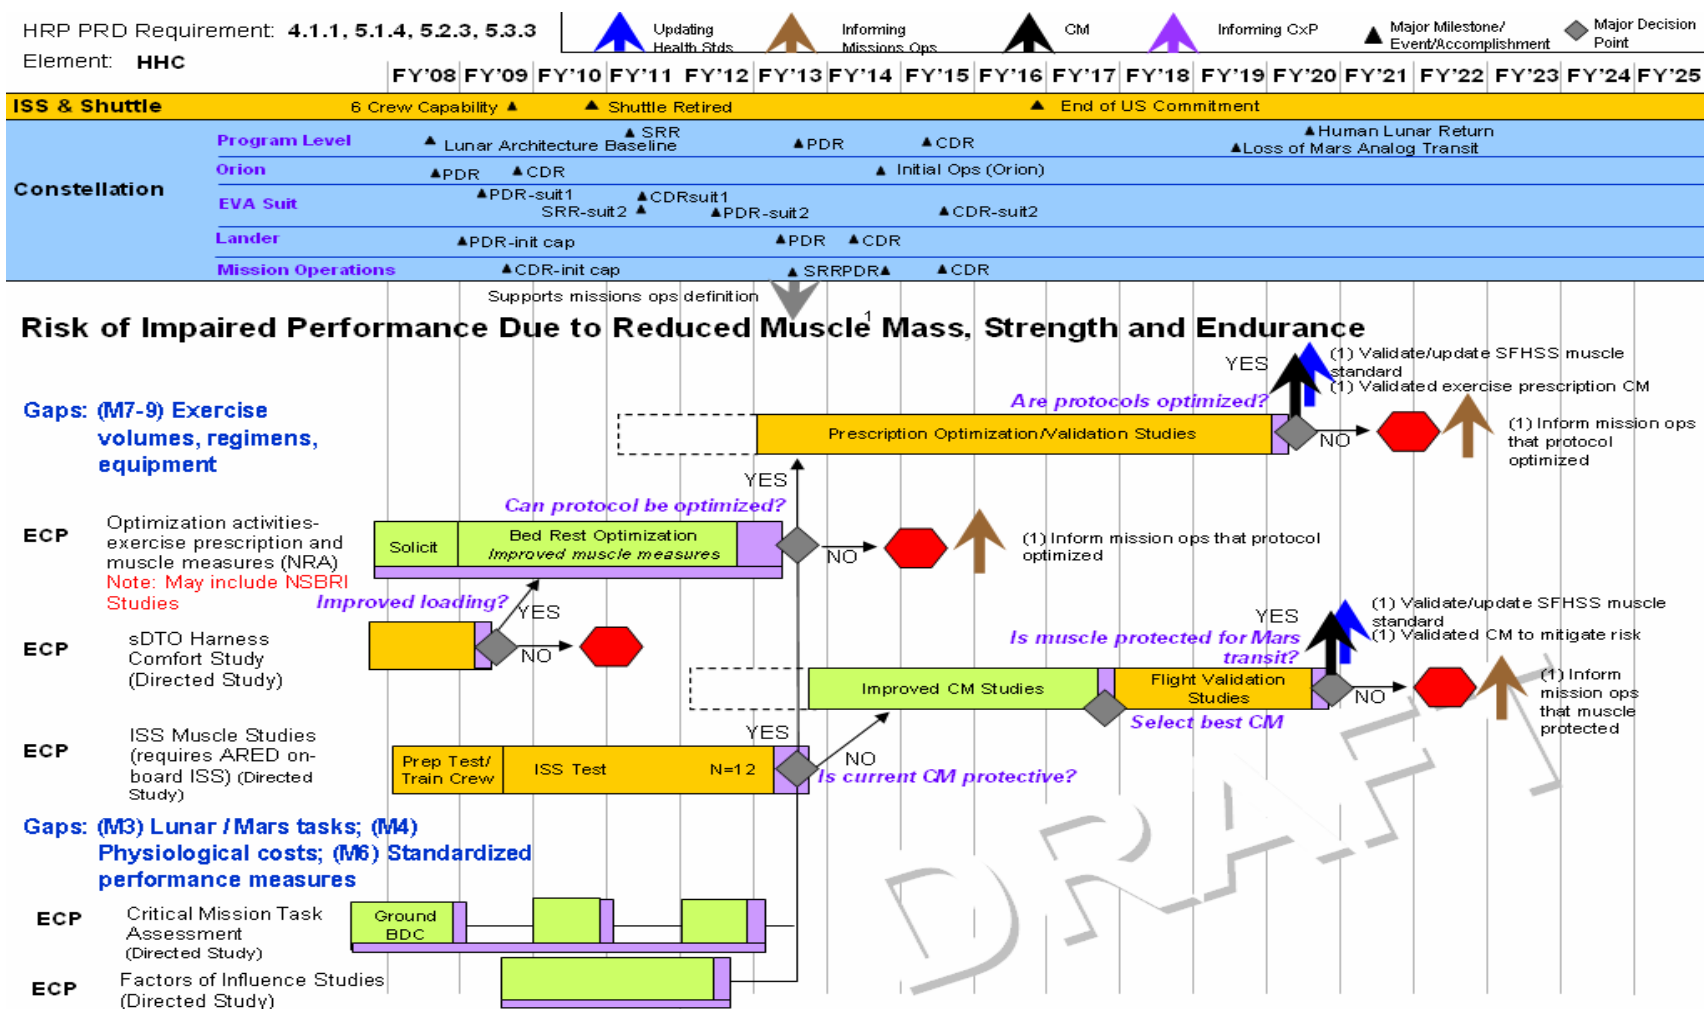 HRP PRD Requirement: 4.1.1, 5.1.4, 5.2.3, 5.3.3
Element: HHC
Updating
Health Stds
Informing
Missions Ops
CM
Informing CxP
Major Milestone/
Event/Accomplishment
Major Decision
Point
FY'08 FY'09 FY'10 FY'11 FY'12 FY'13 FY'14 FY'15 FY'16 FY'17 FY'18 FY'19 FY'20 FY'21 FY'22 FY'23 FY'24 FY'25
ISS & Shuttle
6 Crew Capability
Shuttle Retired
End of US Commitment
Constellation
Program Level
Lunar Architecture Baseline
SRR
PDR
CDR
Human Lunar Return
Loss of Mars Analog Transit
Orion
PDR
CDR
Initial Ops (Orion)
EVA Suit
PDR-suit1
SRR-suit2
CDRsuit1
PDR-suit2
CDR-suit2
Lander
PDR-init cap
PDR
CDR
Mission Operations
CDR-init cap
SRRPDR
CDR
Supports missions ops definition
Risk of Impaired Performance Due to Reduced Muscle1 Mass, Strength and Endurance
YES
(1) Validate/update SFHSS muscle
standard
(1) Validated exercise prescription CM
Gaps: (M7-9) Exercise
volumes, regimens,
equipment
Are protocols optimized?
Prescription Optimization/Validation Studies
NO
(1) Inform mission ops
that protocol
optimized
YES
Can protocol be optimized?
ECP
Optimization activities-
exercise prescription and
muscle measures (NRA)
Note: May include NSBRI
Studies
Solicit
Bed Rest Optimization
Improved muscle measures
NO
(1) Inform mission ops that protocol
optimized
Improved loading?
YES
ECP
sDTO Harness
Comfort Study
(Directed Study)
NO
YES
Is muscle protected for Mars
transit?
(1) Validate/update SFHSS muscle
standard
(1) Validated CM to mitigate risk
Improved CM Studies
Flight Validation
Studies
NO
Select best CM
(1) Inform
mission ops
that muscle
protected
ECP
ISS Muscle Studies
(requires ARED on-
board ISS) (Directed
Study)
Prep Test/
Train Crew
ISS Test
N=12
YES
NO
Is current CM protective?
Gaps: (M3) Lunar / Mars tasks; (M4)
Physiological costs; (M6) Standardized
performance measures
ECP
Critical Mission Task
Assessment
(Directed Study)
Ground
BDC
ECP
Factors of Influence Studies
(Directed Study)
DRAFT